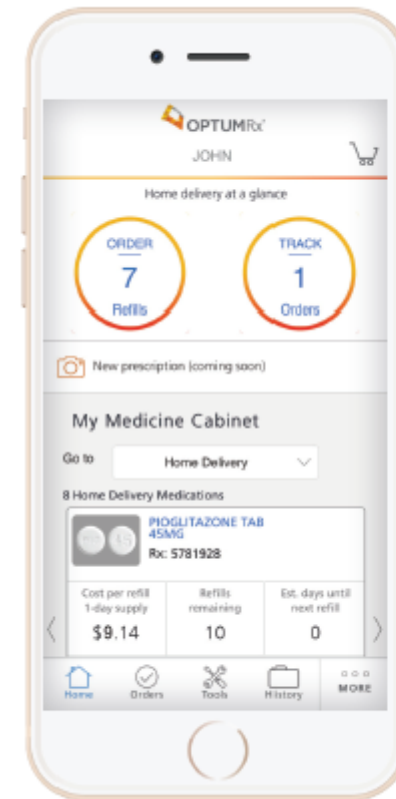 OPTUMRx®
JOHN
Home delivery at a glance
ORDER
7
Refills
TRACK
1
Orders
New prescription (coming soon)
My Medicine Cabinet
Go to
Home Delivery
8 Home Delivery Medications
PIOGLITAZONE TAB
45MG
Rx: 5781928
Cost per refill
1-day supply
$9.14
Refills
remaining
10
Est. days until
next refill
0
Home
Orders
Tools
History
MORE